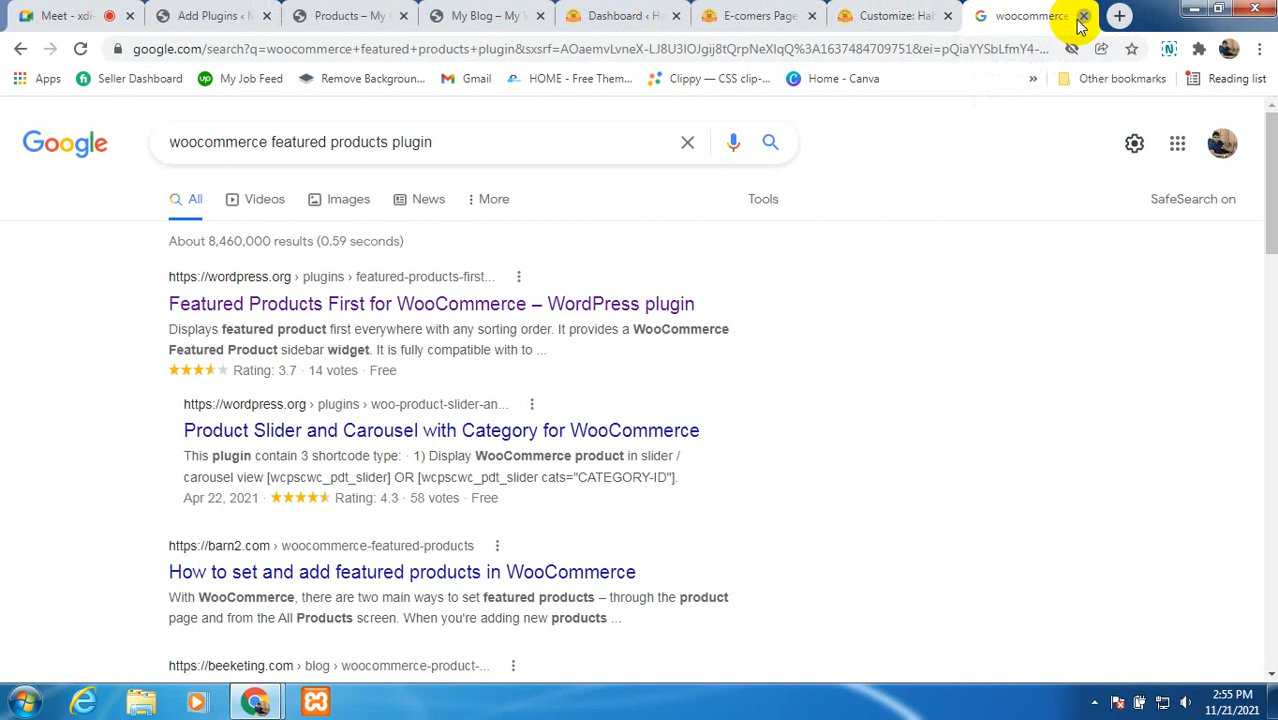 Meet - xdi- Add Plugins ‹ M Products – My My Blog – My W Dashboard ‹ Ha E-comers Page Customize: Hal woocommerce
google.com/search?q=woocommerce+featured+products+plugin&sxsrf=AOaemvLvneX-LJ8U3IOJgij8tQrpNeXIqQ%3A1637484709751&ei=pQiaYYSbLfmY4-...
Apps Seller Dashboard My Job Feed Remove Backgroun... Gmail HOME - Free Them... Clippy — CSS clip-... Home - Canva » Other bookmarks Reading list
Google woocommerce featured products plugin
All Videos Images News More Tools SafeSearch on
About 8,460,000 results (0.59 seconds)
https://wordpress.org › plugins › featured-products-first...
Featured Products First for WooCommerce – WordPress plugin
Displays featured product first everywhere with any sorting order. It provides a WooCommerce
Featured Product sidebar widget. It is fully compatible with to ...
Rating: 3.7 · 14 votes · Free
https://wordpress.org › plugins › woo-product-slider-an...
Product Slider and Carousel with Category for WooCommerce
This plugin contain 3 shortcode type: · 1) Display WooCommerce product in slider /
carousel view [wcpscwc_pdt_slider] OR [wcpscwc_pdt_slider cats="CATEGORY-ID"].
Apr 22, 2021 · Rating: 4.3 · 58 votes · Free
https://barn2.com › woocommerce-featured-products
How to set and add featured products in WooCommerce
With WooCommerce, there are two main ways to set featured products – through the product
page and from the All Products screen. When you're adding new products ...
https://beeketing.com › blog › woocommerce-product-...
2:55 PM
11/21/2021